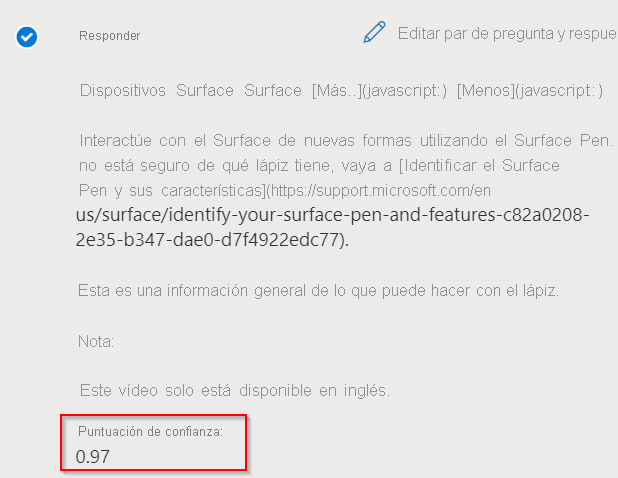 Responder
Editar par de pregunta y respue
Dispositivos Surface Surface [Más..](javascript:) [Menos](javascript:)
Interactúe con el Surface de nuevas formas utilizando el Surface Pen.
no está seguro de qué lápiz tiene, vaya a [Identificar el Surface
Pen y sus características](https://support.microsoft.com/en
us/surface/identify-your-surface-pen-and-features-c82a0208-
2e35-b347-dae0-d7f4922edc77).
Esta es una información general de lo que puede hacer con el lápiz.
Nota:
Este vídeo solo está disponible en inglés.
Puntuación de confianza:
0.97